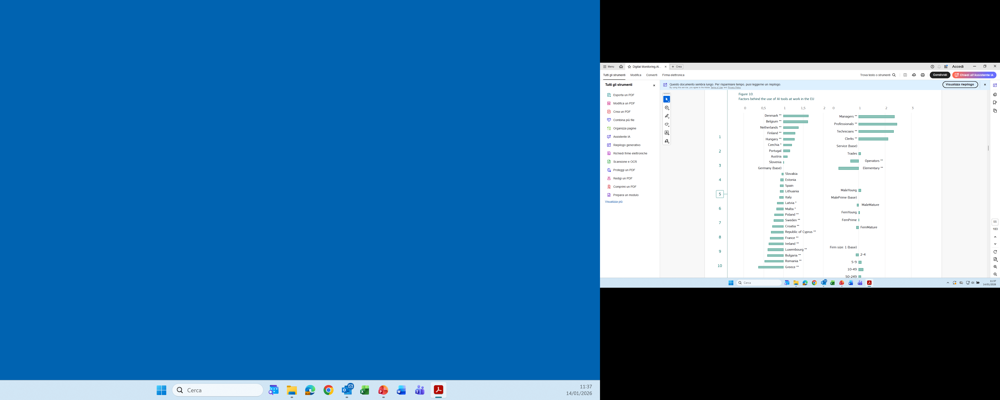 Cerca
11:37
14/01/2026
Menu
Digital Monitoring,AI...
Crea
Accedi
Tutti gli strumenti
Modifica
Converti
Firma elettronica
Trova testo o strumenti
Condividi
Chiedi all'Assistente IA
Tutti gli strumenti
Esporta un PDF
Modifica un PDF
Crea un PDF
Combina più file
Organizza pagine
Assistente IA
Riepilogo generativo
Richiedi firme elettroniche
Scansione e OCR
Proteggi un PDF
Redigi un PDF
Comprimi un PDF
Prepara un modulo
Visualizza più
Questo documento sembra lungo. Per risparmiare tempo, puoi leggerne un riepilogo.
By using this service, you agree to the Adobe Terms of Use and Privacy Policy
Visualizza riepilogo
1
2
3
4
5
6
7
8
9
10
Figure 10.
Factors behind the use of AI tools at work in the EU
0 0,5 1 1,5 2
Denmark **
Belgium **
Netherlands **
Finland **
Hungary **
Czechia *
Portugal
Austria
Slovenia
Germany (base)
Slovakia
Estonia
Spain
Lithuania
Italy
Latvia *
Malta *
Poland **
Sweden **
Croatia **
Republic of Cyprus **
France **
Ireland **
Luxembourg **
Bulgaria **
Romania **
Greece **
0 1 2 3
Managers **
Professionals **
Technicians **
Clerks **
Service (base)
Trades
Operators **
Elementary **
MaleYoung
MalePrime (base)
MaleMature
FemYoung
FemPrime
FemMature
Firm size: 1 (base)
2-4
5-9
10-49
50-249
55
183
Cerca
11:37
14/01/2026